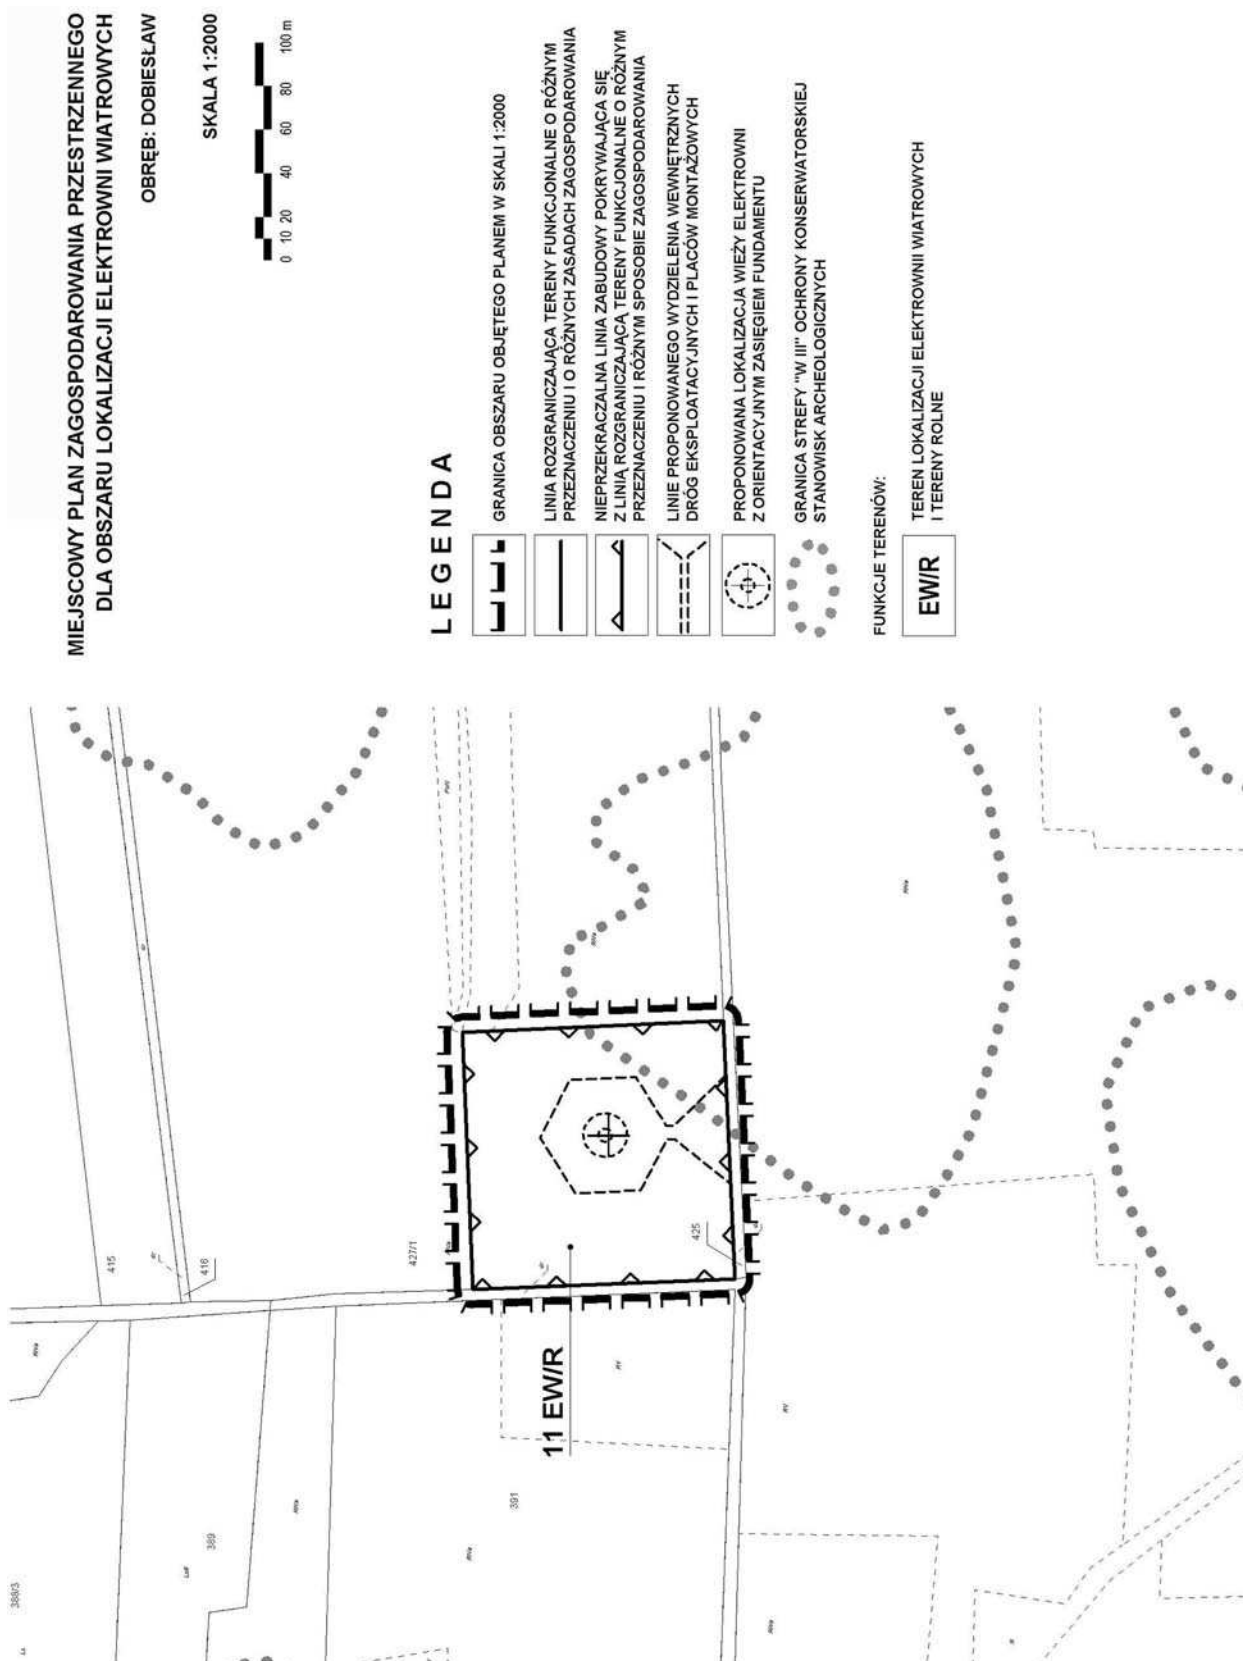 MIEJSCOWY PLAN ZAGOSPODAROWANIA PRZESTRZENNEGO
DLA OBSZARU LOKALIZACJI ELEKTROWNI WIATROWYCH
OBRĘB: DOBIESŁAW
SKALA 1:2000
0 10 20 40 60 80 100 m
LEGENDA
GRANICA OBSZARU OBJĘTEGO PLANEM W SKALI 1:2000
LINIA ROZGRANICZAJĄCA TERENY FUNKCJONALNE O RÓŻNYM
PRZEZNACZENIU I O RÓŻNYCH ZASADACH ZAGOSPODAROWANIA
NIEPRZEKRACZALNA LINIA ZABUDOWY POKRYWAJĄCA SIĘ
Z LINIĄ ROZGRANICZAJĄCĄ TERENY FUNKCJONALNE O RÓŻNYM
PRZEZNACZENIU I RÓŻNYM SPOSOBIE ZAGOSPODAROWANIA
LINIE PROPONOWANEGO WYDZIELENIA WEWNĘTRZNYCH
DRÓG EKSPLOATACYJNYCH I PLACÓW MONTAŻOWYCH
PROPONOWANA LOKALIZACJA WIEŻY ELEKTROWNI
Z ORIENTACYJNYM ZASIĘGIEM FUNDAMENTU
GRANICA STREFY "W III" OCHRONY KONSERWATORSKIEJ
STANOWISK ARCHEOLOGICZNYCH
FUNKCJE TERENÓW:
EW/R
TEREN LOKALIZACJI ELEKTROWNII WIATROWYCH
I TERENY ROLNE
415
416
427/1
425
11 EW/R
391
389
388/3
RV
RV